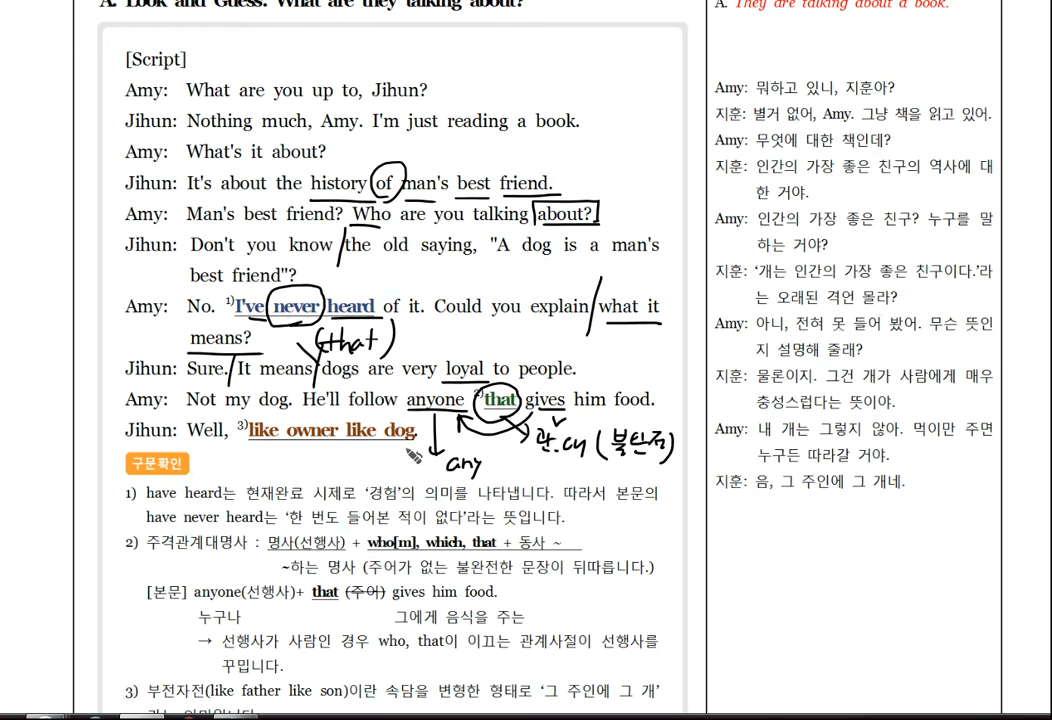 A. Look and Guess. What are they talking about?
[Script]
Amy: What are you up to, Jihun?
Jihun: Nothing much, Amy. I'm just reading a book.
Amy: What's it about?
Jihun: It's about the history of man's best friend.
Amy: Man's best friend? Who are you talking about?
Jihun: Don't you know the old saying, "A dog is a man's
best friend"?
Amy: No. 1)I've never heard of it. Could you explain what it
means?
(that)
Jihun: Sure. It means dogs are very loyal to people.
Amy: Not my dog. He'll follow anyone 2)that gives him food.
Jihun: Well, 3)like owner like dog.
관.대 (불완전)
any
구문확인
1) have heard는 현재완료 시제로 ‘경험’의 의미를 나타냅니다. 따라서 본문의
have never heard는 ‘한 번도 들어본 적이 없다’라는 뜻입니다.
2) 주격관계대명사 : 명사(선행사) + who[m], which, that + 동사 ~
~하는 명사 (주어가 없는 불완전한 문장이 뒤따릅니다.)
[본문] anyone(선행사)+ that (주어) gives him food.
누구나 그에게 음식을 주는
→ 선행사가 사람인 경우 who, that이 이끄는 관계사절이 선행사를
꾸밉니다.
3) 부전자전(like father like son)이란 속담을 변형한 형태로 ‘그 주인에 그 개’
A. They are talking about a book.
Amy: 뭐하고 있니, 지훈아?
지훈: 별거 없어, Amy. 그냥 책을 읽고 있어.
Amy: 무엇에 대한 책인데?
지훈: 인간의 가장 좋은 친구의 역사에 대
한 거야.
Amy: 인간의 가장 좋은 친구? 누구를 말
하는 거야?
지훈: ‘개는 인간의 가장 좋은 친구이다.’라
는 오래된 격언 몰라?
Amy: 아니, 전혀 못 들어 봤어. 무슨 뜻인
지 설명해 줄래?
지훈: 물론이지. 그건 개가 사람에게 매우
충성스럽다는 뜻이야.
Amy: 내 개는 그렇지 않아. 먹이만 주면
누구든 따라갈 거야.
지훈: 음, 그 주인에 그 개네.